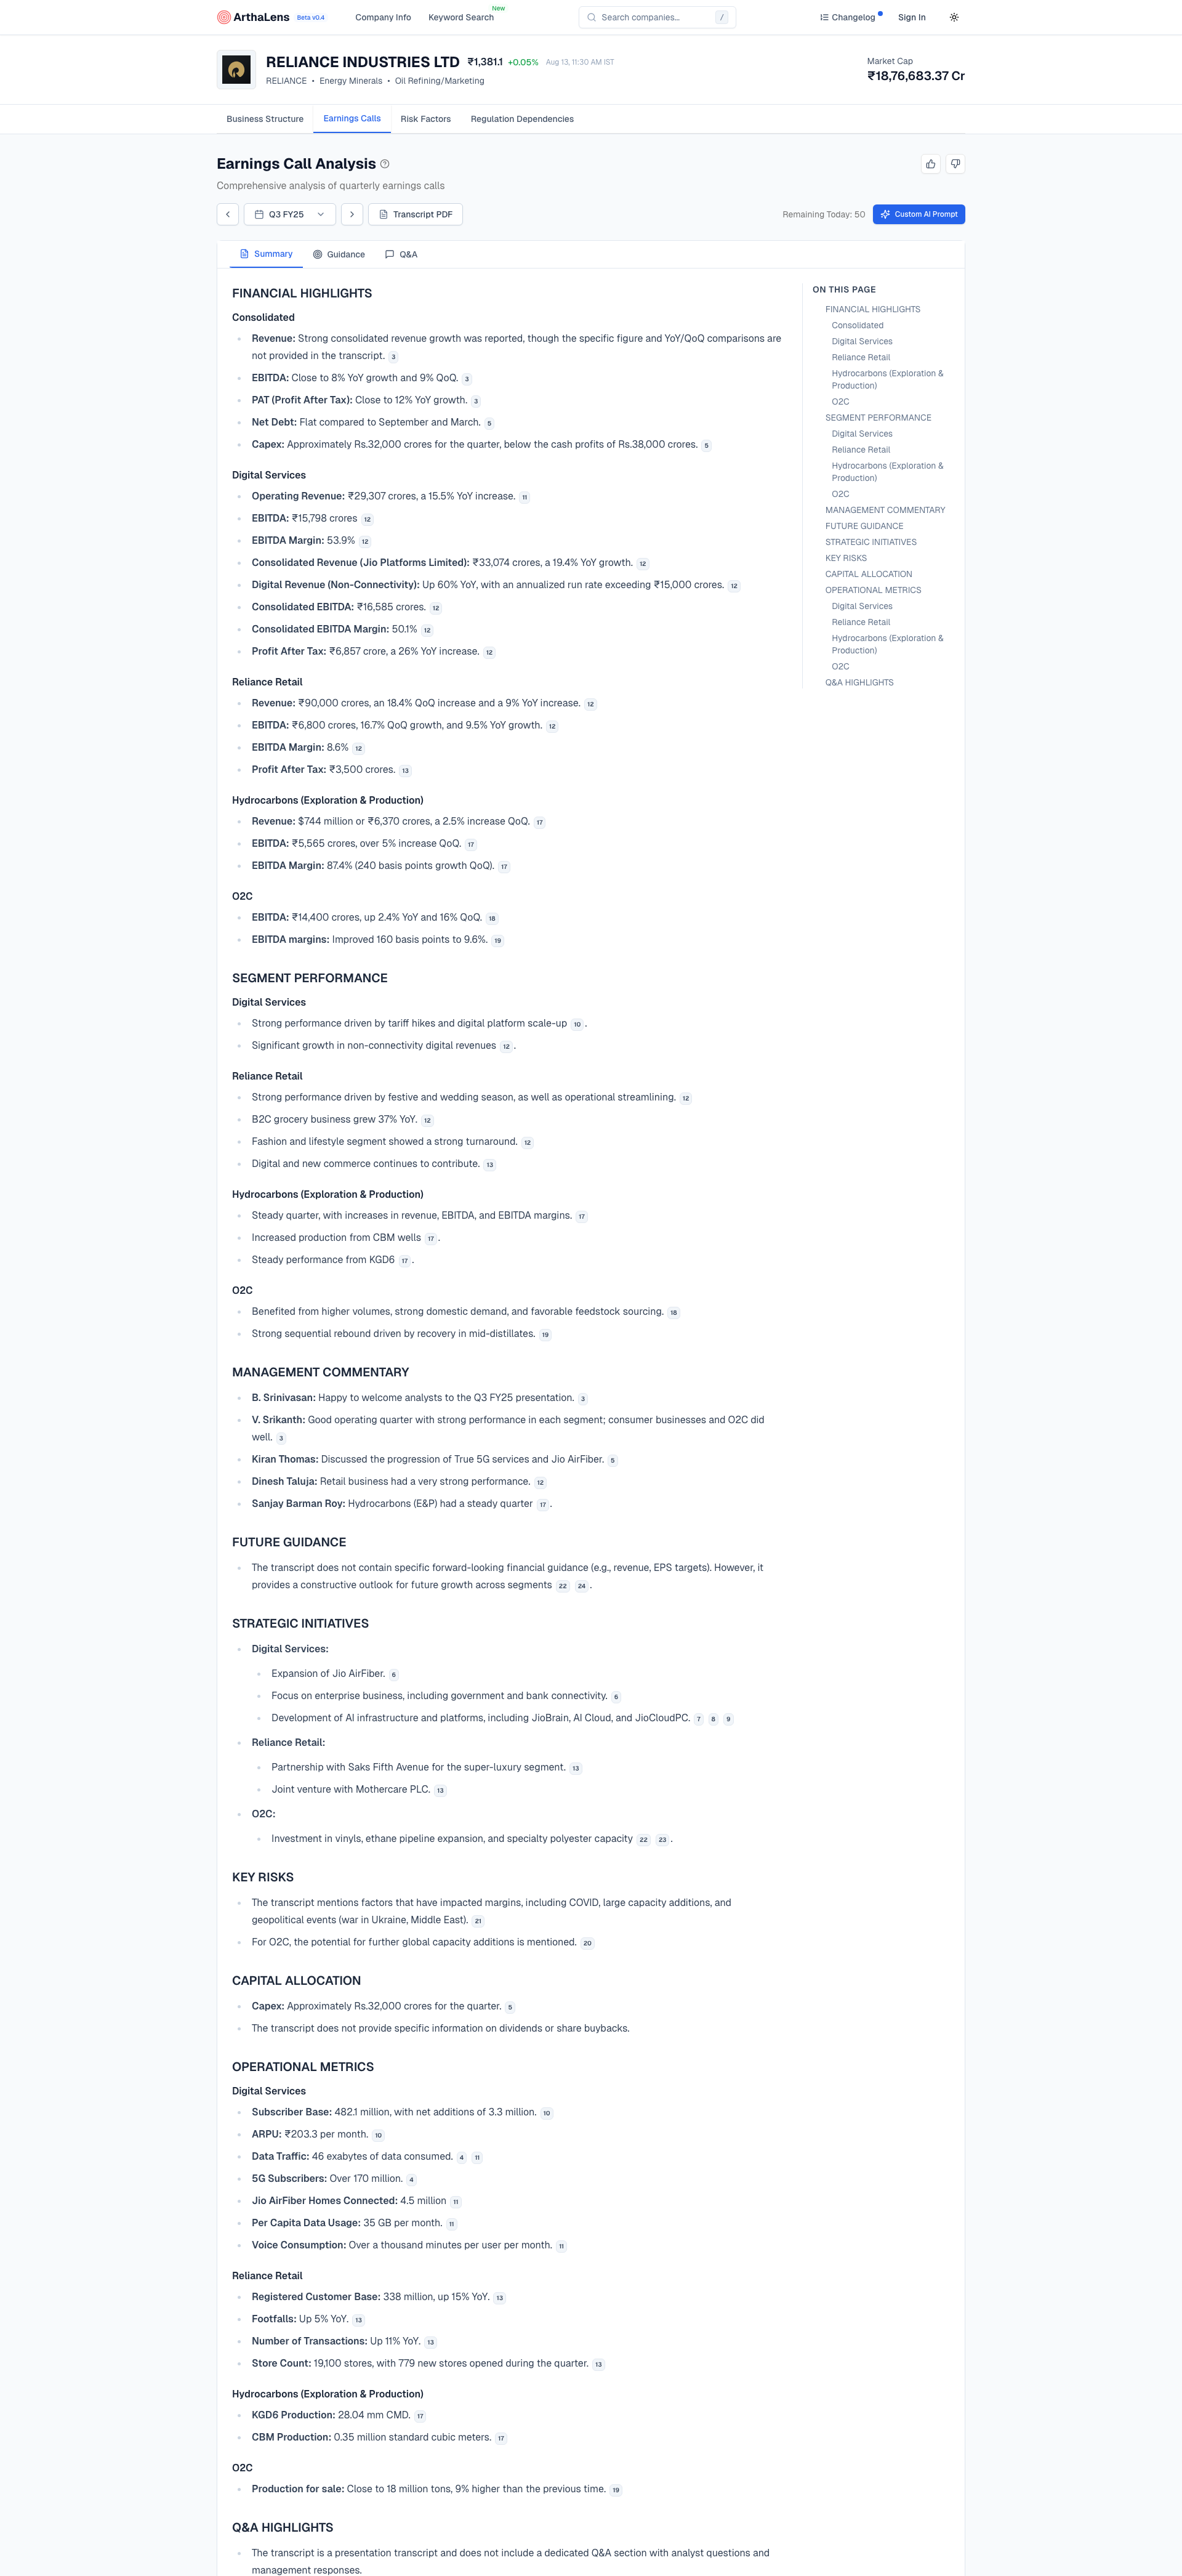 ArthaLens Beta v0.4 Company Info Keyword Search New Search companies... / Changelog Sign In
RELIANCE INDUSTRIES LTD ₹1,381.1 +0.05% Aug 13, 11:30 AM IST
RELIANCE • Energy Minerals • Oil Refining/Marketing
Market Cap
₹18,76,683.37 Cr
Business Structure Earnings Calls Risk Factors Regulation Dependencies
Earnings Call Analysis
Comprehensive analysis of quarterly earnings calls
Q3 FY25 Transcript PDF Remaining Today: 50 Custom AI Prompt
Summary Guidance Q&A
FINANCIAL HIGHLIGHTS
Consolidated
Revenue: Strong consolidated revenue growth was reported, though the specific figure and YoY/QoQ comparisons are
not provided in the transcript. 3
EBITDA: Close to 8% YoY growth and 9% QoQ. 3
PAT (Profit After Tax): Close to 12% YoY growth. 3
Net Debt: Flat compared to September and March. 5
Capex: Approximately Rs.32,000 crores for the quarter, below the cash profits of Rs.38,000 crores. 5
Digital Services
Operating Revenue: ₹29,307 crores, a 15.5% YoY increase. 11
EBITDA: ₹15,798 crores 12
EBITDA Margin: 53.9% 12
Consolidated Revenue (Jio Platforms Limited): ₹33,074 crores, a 19.4% YoY growth. 12
Digital Revenue (Non-Connectivity): Up 60% YoY, with an annualized run rate exceeding ₹15,000 crores. 12
Consolidated EBITDA: ₹16,585 crores. 12
Consolidated EBITDA Margin: 50.1% 12
Profit After Tax: ₹6,857 crore, a 26% YoY increase. 12
Reliance Retail
Revenue: ₹90,000 crores, an 18.4% QoQ increase and a 9% YoY increase. 12
EBITDA: ₹6,800 crores, 16.7% QoQ growth, and 9.5% YoY growth. 12
EBITDA Margin: 8.6% 12
Profit After Tax: ₹3,500 crores. 13
Hydrocarbons (Exploration & Production)
Revenue: $744 million or ₹6,370 crores, a 2.5% increase QoQ. 17
EBITDA: ₹5,565 crores, over 5% increase QoQ. 17
EBITDA Margin: 87.4% (240 basis points growth QoQ). 17
O2C
EBITDA: ₹14,400 crores, up 2.4% YoY and 16% QoQ. 18
EBITDA margins: Improved 160 basis points to 9.6%. 19
SEGMENT PERFORMANCE
Digital Services
Strong performance driven by tariff hikes and digital platform scale-up 10 .
Significant growth in non-connectivity digital revenues 12 .
Reliance Retail
Strong performance driven by festive and wedding season, as well as operational streamlining. 12
B2C grocery business grew 37% YoY. 12
Fashion and lifestyle segment showed a strong turnaround. 12
Digital and new commerce continues to contribute. 13
Hydrocarbons (Exploration & Production)
Steady quarter, with increases in revenue, EBITDA, and EBITDA margins. 17
Increased production from CBM wells 17 .
Steady performance from KGD6 17 .
O2C
Benefited from higher volumes, strong domestic demand, and favorable feedstock sourcing. 18
Strong sequential rebound driven by recovery in mid-distillates. 19
MANAGEMENT COMMENTARY
B. Srinivasan: Happy to welcome analysts to the Q3 FY25 presentation. 3
V. Srikanth: Good operating quarter with strong performance in each segment; consumer businesses and O2C did
well. 3
Kiran Thomas: Discussed the progression of True 5G services and Jio AirFiber. 5
Dinesh Taluja: Retail business had a very strong performance. 12
Sanjay Barman Roy: Hydrocarbons (E&P) had a steady quarter 17 .
FUTURE GUIDANCE
The transcript does not contain specific forward-looking financial guidance (e.g., revenue, EPS targets). However, it
provides a constructive outlook for future growth across segments 22 24 .
STRATEGIC INITIATIVES
Digital Services:
Expansion of Jio AirFiber. 6
Focus on enterprise business, including government and bank connectivity. 6
Development of AI infrastructure and platforms, including JioBrain, AI Cloud, and JioCloudPC. 7 8 9
Reliance Retail:
Partnership with Saks Fifth Avenue for the super-luxury segment. 13
Joint venture with Mothercare PLC. 13
O2C:
Investment in vinyls, ethane pipeline expansion, and specialty polyester capacity 22 23 .
KEY RISKS
The transcript mentions factors that have impacted margins, including COVID, large capacity additions, and
geopolitical events (war in Ukraine, Middle East). 21
For O2C, the potential for further global capacity additions is mentioned. 20
CAPITAL ALLOCATION
Capex: Approximately Rs.32,000 crores for the quarter. 5
The transcript does not provide specific information on dividends or share buybacks.
OPERATIONAL METRICS
Digital Services
Subscriber Base: 482.1 million, with net additions of 3.3 million. 10
ARPU: ₹203.3 per month. 10
Data Traffic: 46 exabytes of data consumed. 4 11
5G Subscribers: Over 170 million. 4
Jio AirFiber Homes Connected: 4.5 million 11
Per Capita Data Usage: 35 GB per month. 11
Voice Consumption: Over a thousand minutes per user per month. 11
Reliance Retail
Registered Customer Base: 338 million, up 15% YoY. 13
Footfalls: Up 5% YoY. 13
Number of Transactions: Up 11% YoY. 13
Store Count: 19,100 stores, with 779 new stores opened during the quarter. 13
Hydrocarbons (Exploration & Production)
KGD6 Production: 28.04 mm CMD. 17
CBM Production: 0.35 million standard cubic meters. 17
O2C
Production for sale: Close to 18 million tons, 9% higher than the previous time. 19
Q&A HIGHLIGHTS
The transcript is a presentation transcript and does not include a dedicated Q&A section with analyst questions and
management responses.
ON THIS PAGE
FINANCIAL HIGHLIGHTS
Consolidated
Digital Services
Reliance Retail
Hydrocarbons (Exploration &
Production)
O2C
SEGMENT PERFORMANCE
Digital Services
Reliance Retail
Hydrocarbons (Exploration &
Production)
O2C
MANAGEMENT COMMENTARY
FUTURE GUIDANCE
STRATEGIC INITIATIVES
KEY RISKS
CAPITAL ALLOCATION
OPERATIONAL METRICS
Digital Services
Reliance Retail
Hydrocarbons (Exploration &
Production)
O2C
Q&A HIGHLIGHTS